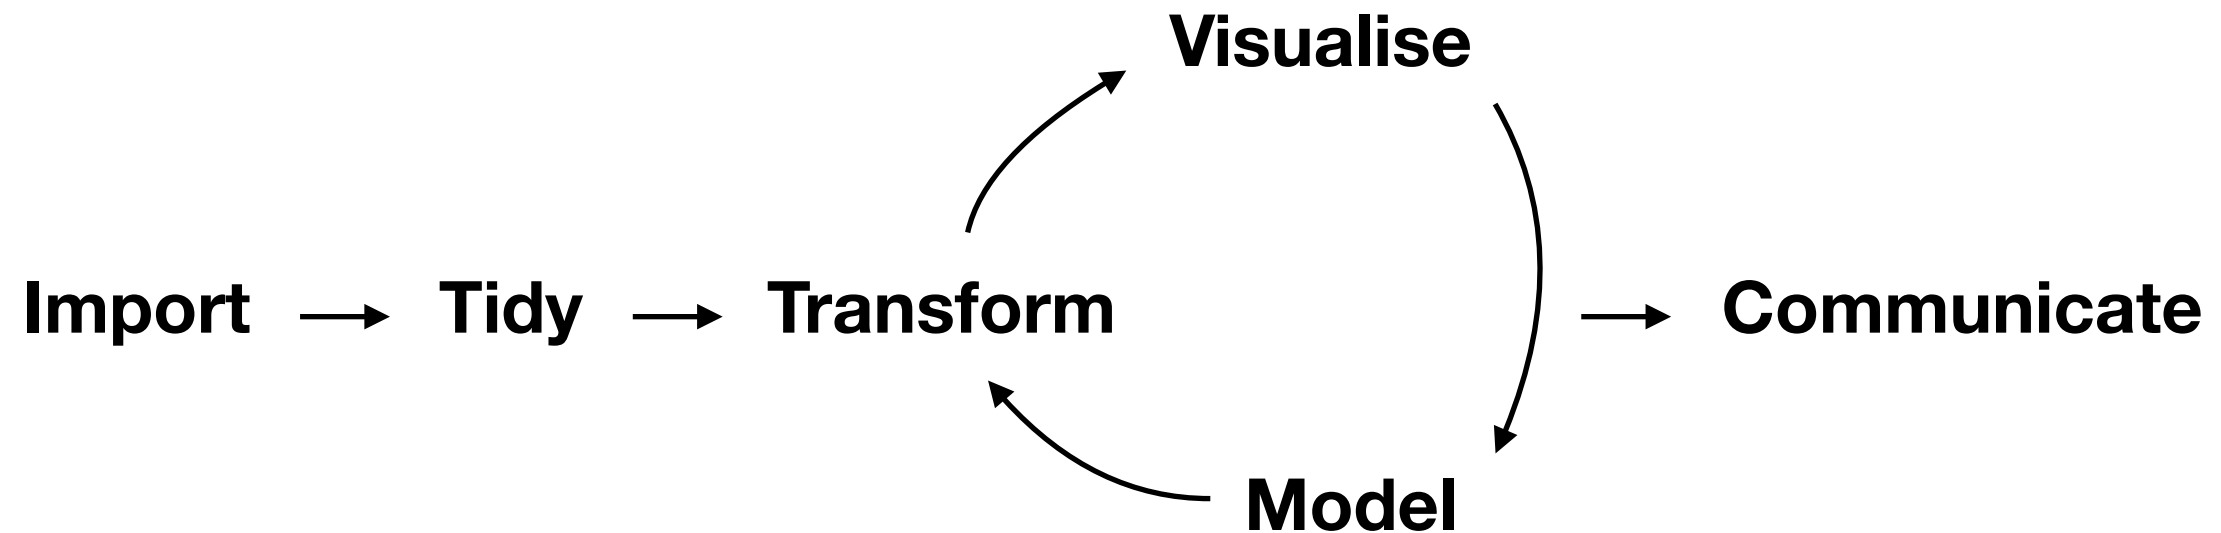 Visualise
Import
Tidy
Transform
Communicate
Model